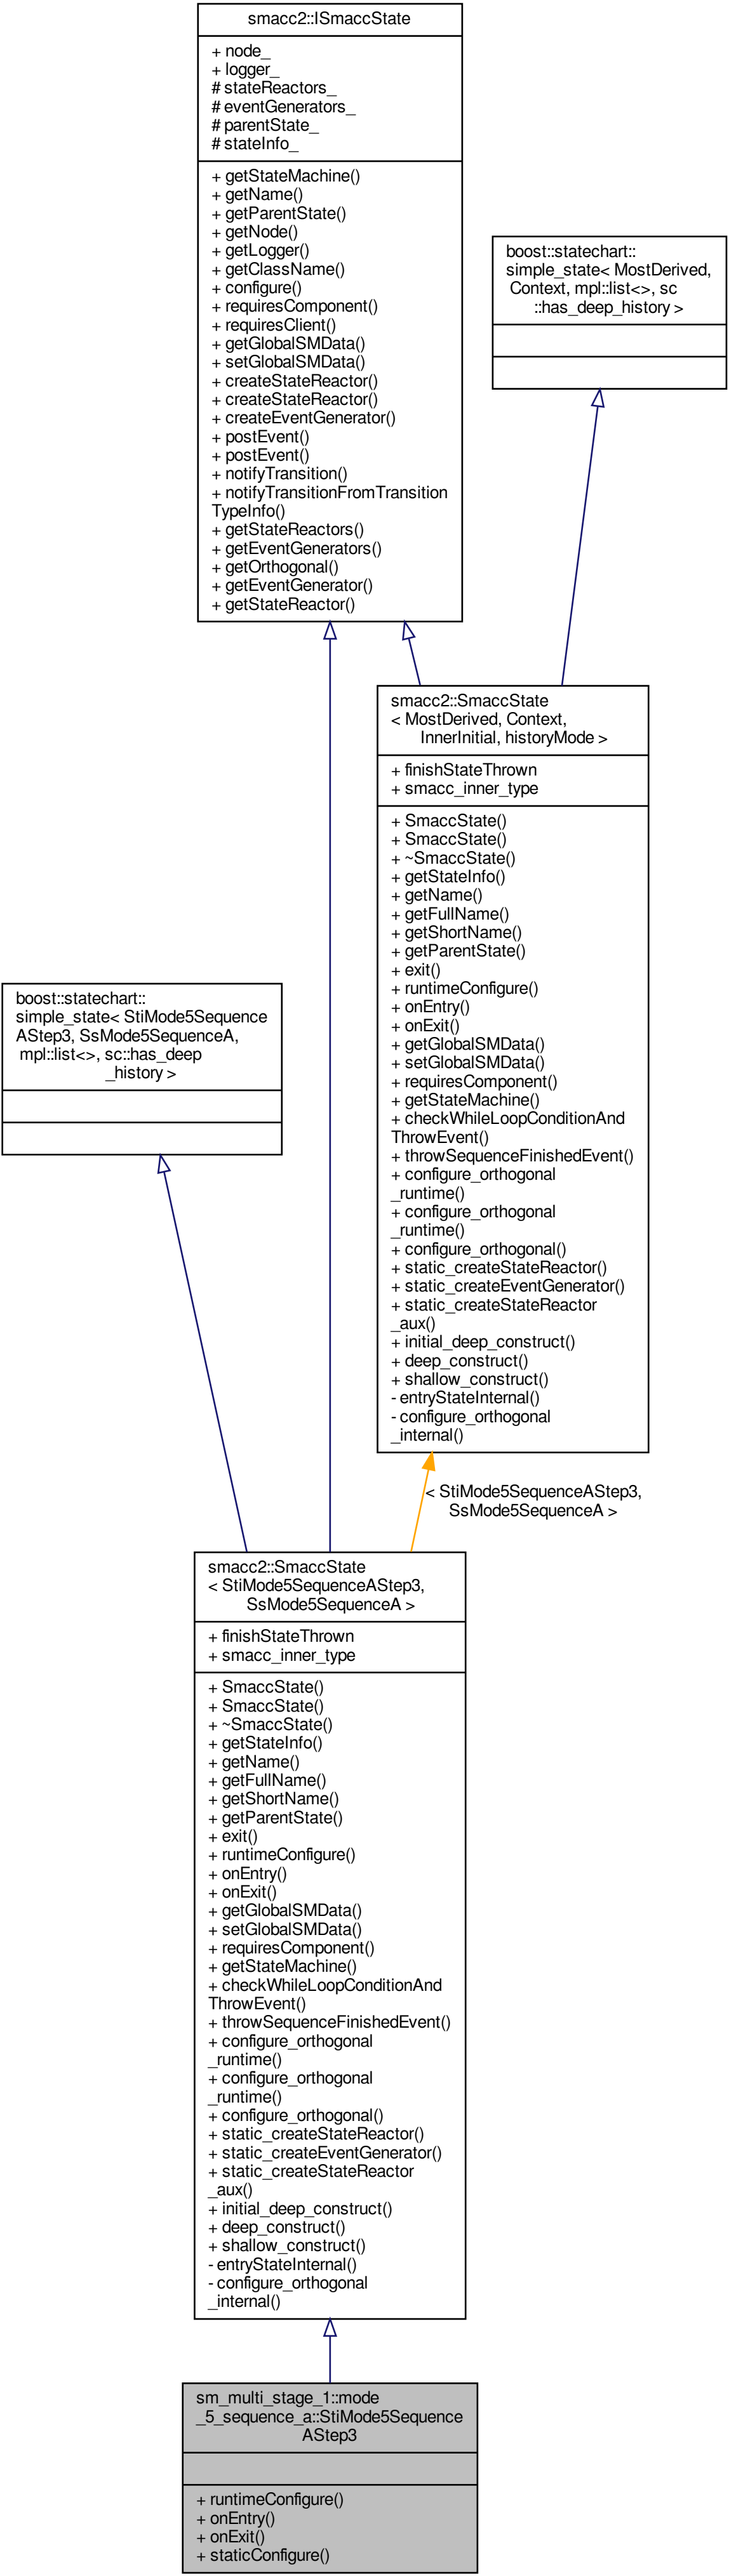 smacc2::ISmaccState
+ node_
+ logger_
# stateReactors_
# eventGenerators_
# parentState_
# stateInfo_
+ getStateMachine()
+ getName()
+ getParentState()
+ getNode()
+ getLogger()
+ getClassName()
+ configure()
+ requiresComponent()
+ requiresClient()
+ getGlobalSMData()
+ setGlobalSMData()
+ createStateReactor()
+ createStateReactor()
+ createEventGenerator()
+ postEvent()
+ postEvent()
+ notifyTransition()
+ notifyTransitionFromTransition
TypeInfo()
+ getStateReactors()
+ getEventGenerators()
+ getOrthogonal()
+ getEventGenerator()
+ getStateReactor()
boost::statechart::
simple_state< MostDerived,
Context, mpl::list<>, sc
::has_deep_history >
smacc2::SmaccState
< MostDerived, Context,
InnerInitial, historyMode >
+ finishStateThrown
+ smacc_inner_type
+ SmaccState()
+ SmaccState()
+ ~SmaccState()
+ getStateInfo()
+ getName()
+ getFullName()
+ getShortName()
+ getParentState()
+ exit()
+ runtimeConfigure()
+ onEntry()
+ onExit()
+ getGlobalSMData()
+ setGlobalSMData()
+ requiresComponent()
+ getStateMachine()
+ checkWhileLoopConditionAnd
ThrowEvent()
+ throwSequenceFinishedEvent()
+ configure_orthogonal
_runtime()
+ configure_orthogonal
_runtime()
+ configure_orthogonal()
+ static_createStateReactor()
+ static_createEventGenerator()
+ static_createStateReactor
_aux()
+ initial_deep_construct()
+ deep_construct()
+ shallow_construct()
- entryStateInternal()
- configure_orthogonal
_internal()
boost::statechart::
simple_state< StiMode5Sequence
AStep3, SsMode5SequenceA,
mpl::list<>, sc::has_deep
_history >
< StiMode5SequenceAStep3,
SsMode5SequenceA >
smacc2::SmaccState
< StiMode5SequenceAStep3,
SsMode5SequenceA >
+ finishStateThrown
+ smacc_inner_type
+ SmaccState()
+ SmaccState()
+ ~SmaccState()
+ getStateInfo()
+ getName()
+ getFullName()
+ getShortName()
+ getParentState()
+ exit()
+ runtimeConfigure()
+ onEntry()
+ onExit()
+ getGlobalSMData()
+ setGlobalSMData()
+ requiresComponent()
+ getStateMachine()
+ checkWhileLoopConditionAnd
ThrowEvent()
+ throwSequenceFinishedEvent()
+ configure_orthogonal
_runtime()
+ configure_orthogonal
_runtime()
+ configure_orthogonal()
+ static_createStateReactor()
+ static_createEventGenerator()
+ static_createStateReactor
_aux()
+ initial_deep_construct()
+ deep_construct()
+ shallow_construct()
- entryStateInternal()
- configure_orthogonal
_internal()
sm_multi_stage_1::mode
_5_sequence_a::StiMode5Sequence
AStep3
+ runtimeConfigure()
+ onEntry()
+ onExit()
+ staticConfigure()